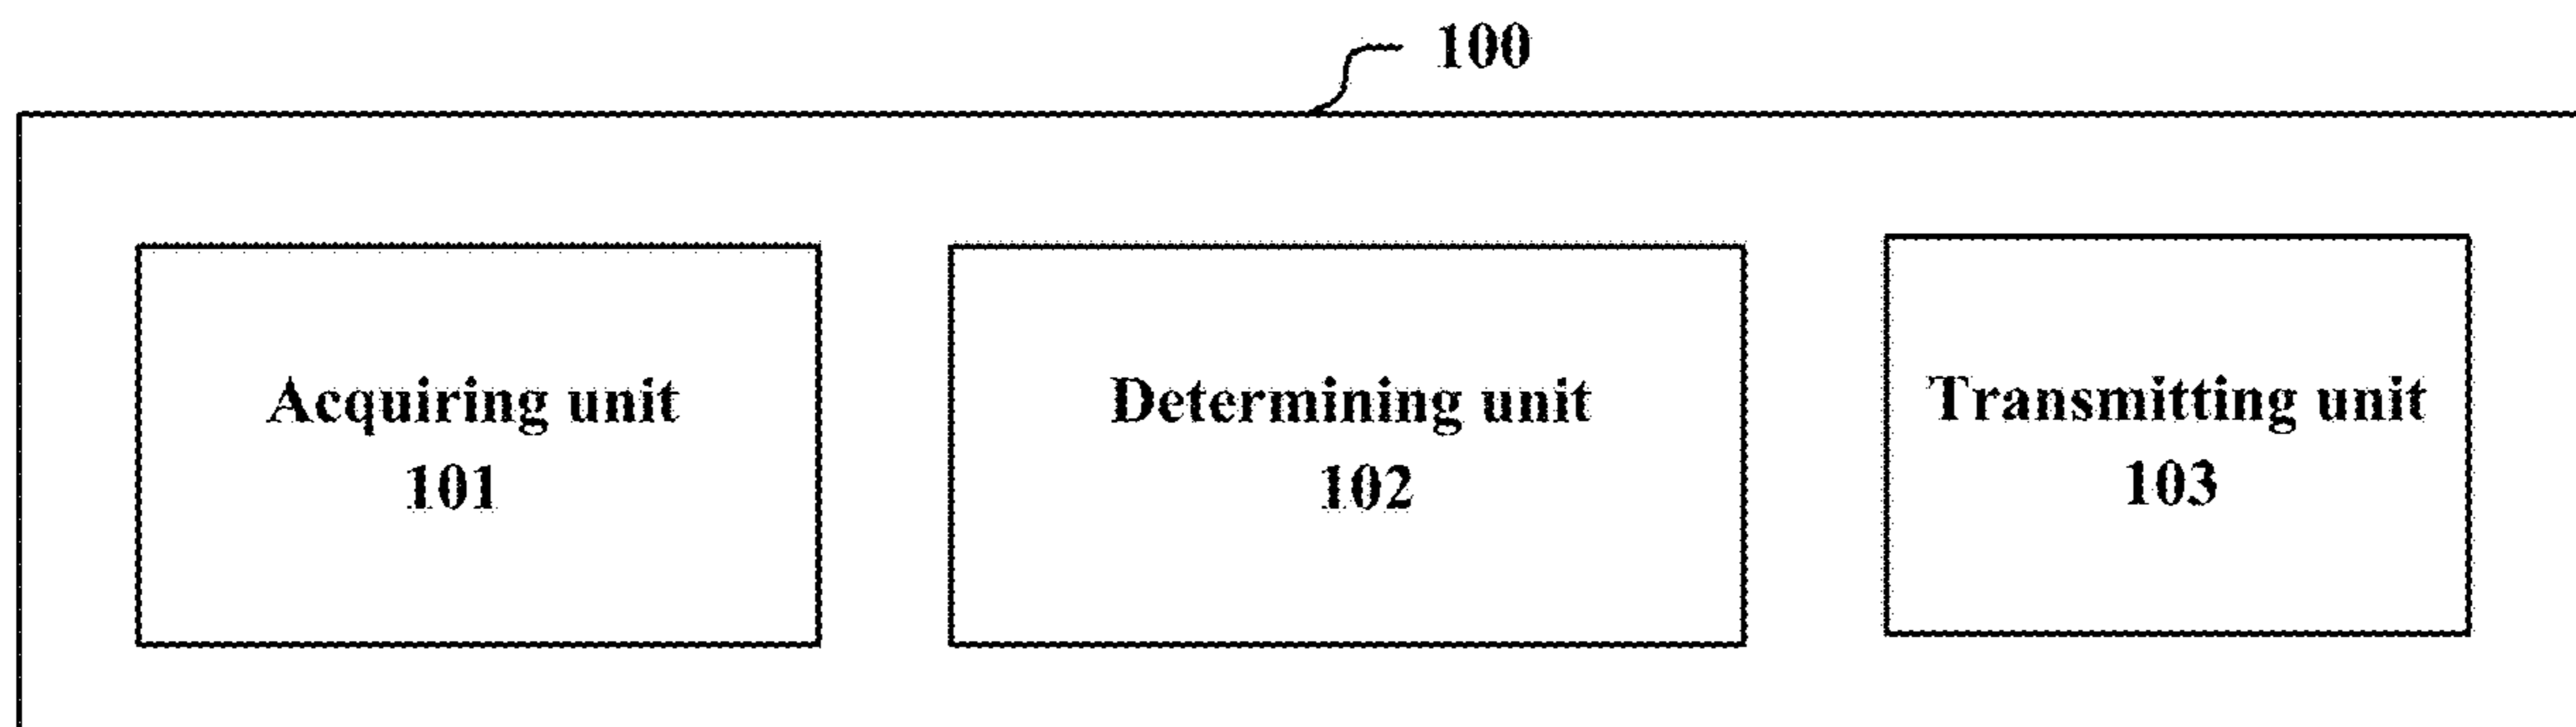 100
Acquiring unit
101
Determining unit
102
Transmitting unit
103